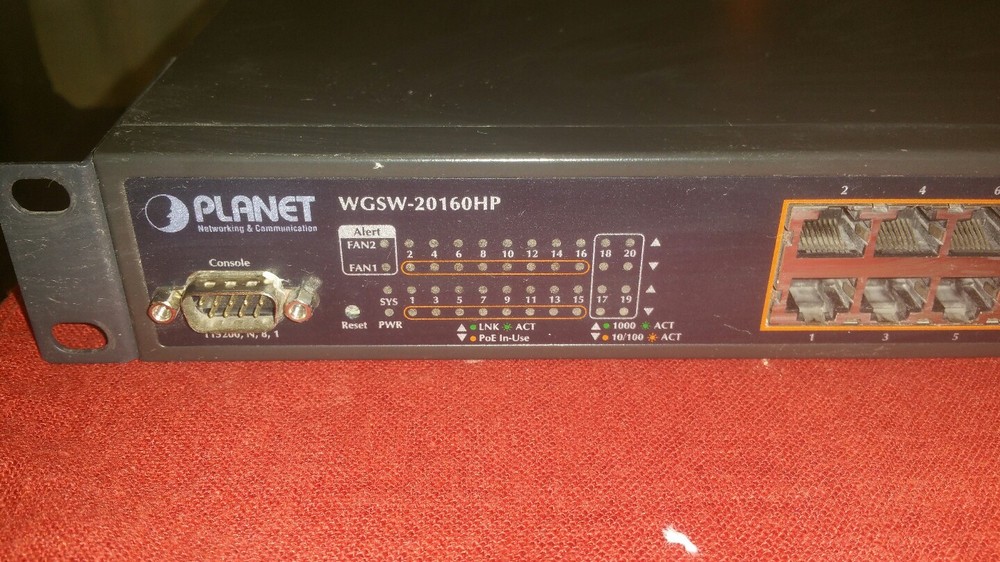 PLANET
Networking & Communication
WGSW-20160HP
Alert
FAN2
FAN1
2 4 6 8 10 12 14 16 18 20
SYS 1 3 5 7 9 11 13 15 17 19
Reset PWR
LNK ACT
PoE In-Use
1000 ACT
10/100 ACT
Console
115200, N, 8, 1
2 4 6
1 3 5